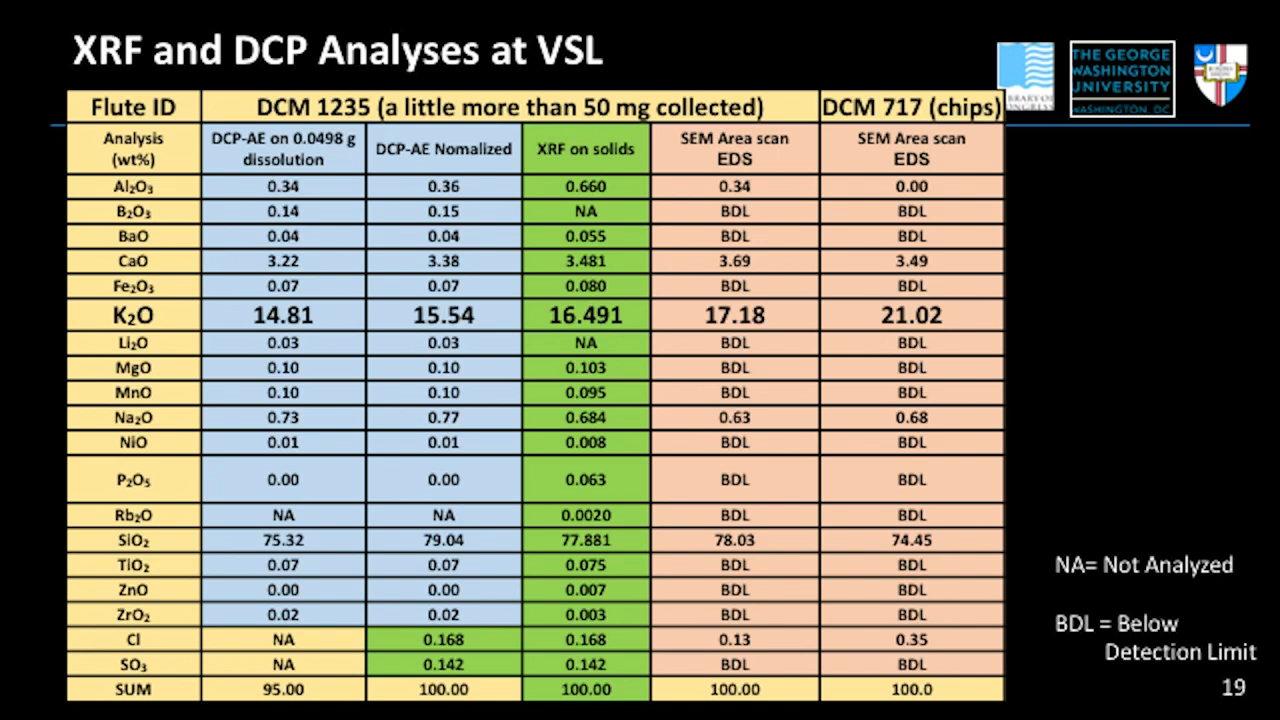 XRF and DCP Analyses at VSL
THE GEORGE
WASHINGTON
UNIVERSITY
WASHINGTON, DC
Flute ID DCM 1235 (a little more than 50 mg collected) DCM 717 (chips)
Analysis (wt%) DCP-AE on 0.0498 g dissolution DCP-AE Nomalized XRF on solids SEM Area scan EDS SEM Area scan EDS
Al₂O₃ 0.34 0.36 0.660 0.34 0.00
B₂O₃ 0.14 0.15 NA BDL BDL
BaO 0.04 0.04 0.055 BDL BDL
CaO 3.22 3.38 3.481 3.69 3.49
Fe₂O₃ 0.07 0.07 0.080 BDL BDL
K₂O 14.81 15.54 16.491 17.18 21.02
Li₂O 0.03 0.03 NA BDL BDL
MgO 0.10 0.10 0.103 BDL BDL
MnO 0.10 0.10 0.095 BDL BDL
Na₂O 0.73 0.77 0.684 0.63 0.68
NiO 0.01 0.01 0.008 BDL BDL
P₂O₅ 0.00 0.00 0.063 BDL BDL
Rb₂O NA NA 0.0020 BDL BDL
SiO₂ 75.32 79.04 77.881 78.03 74.45
TiO₂ 0.07 0.07 0.075 BDL BDL
ZnO 0.00 0.00 0.007 BDL BDL
ZrO₂ 0.02 0.02 0.003 BDL BDL
Cl NA 0.168 0.168 0.13 0.35
SO₃ NA 0.142 0.142 BDL BDL
SUM 95.00 100.00 100.00 100.00 100.0
NA= Not Analyzed
BDL = Below
Detection Limit
19